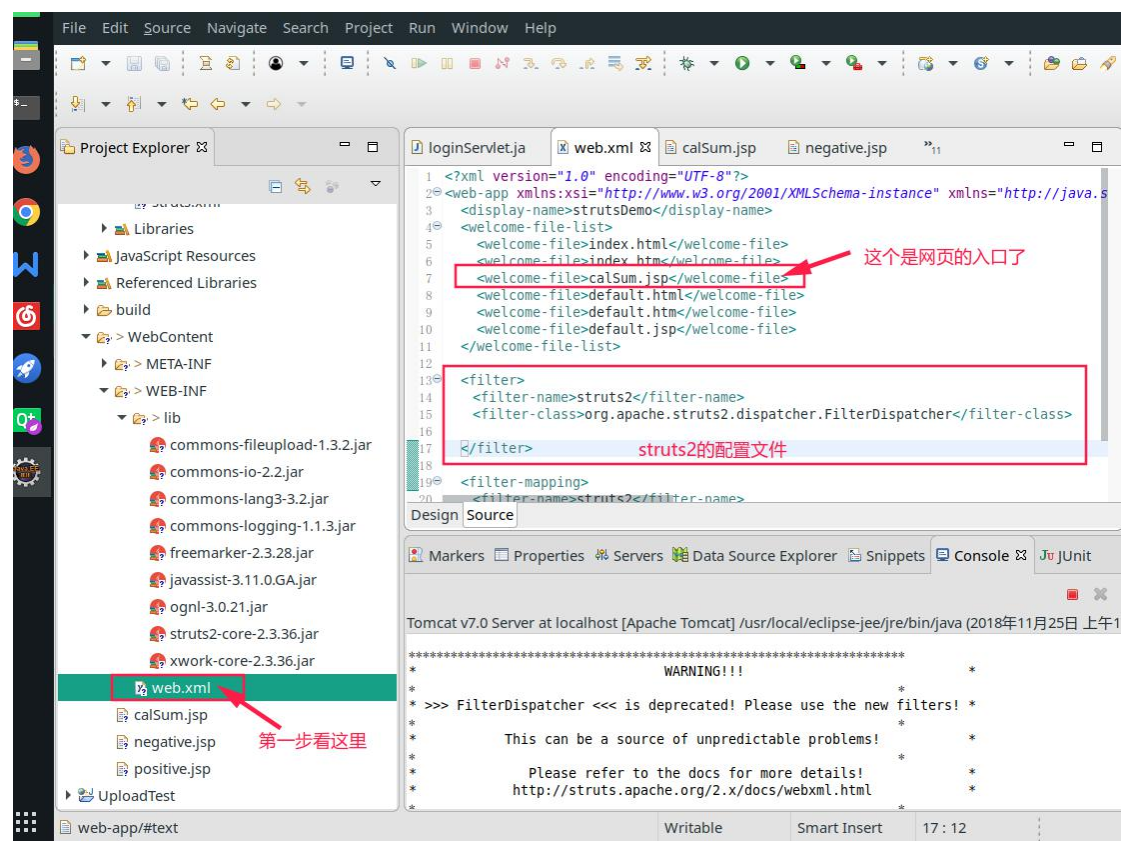 File Edit Source Navigate Search Project Run Window Help
Project Explorer
Libraries
JavaScript Resources
Referenced Libraries
build
> WebContent
> META-INF
> WEB-INF
> lib
commons-fileupload-1.3.2.jar
commons-io-2.2.jar
commons-lang3-3.2.jar
commons-logging-1.1.3.jar
freemarker-2.3.28.jar
javassist-3.11.0.GA.jar
ognl-3.0.21.jar
struts2-core-2.3.36.jar
xwork-core-2.3.36.jar
web.xml
calSum.jsp
negative.jsp
positive.jsp
UploadTest
第一步看这里
loginServlet.ja web.xml calSum.jsp negative.jsp »11
1 <?xml version="1.0" encoding="UTF-8"?>
2 <web-app xmlns:xsi="http://www.w3.org/2001/XMLSchema-instance" xmlns="http://java.s
3 <display-name>strutsDemo</display-name>
4 <welcome-file-list>
5 <welcome-file>index.html</welcome-file>
6 <welcome-file>index.htm</welcome-file>
7 <welcome-file>calSum.jsp</welcome-file>
8 <welcome-file>default.html</welcome-file>
9 <welcome-file>default.htm</welcome-file>
10 <welcome-file>default.jsp</welcome-file>
11 </welcome-file-list>
12
13 <filter>
14 <filter-name>struts2</filter-name>
15 <filter-class>org.apache.struts2.dispatcher.FilterDispatcher</filter-class>
16
17 </filter>
18
19 <filter-mapping>
20 <filter-name>struts2</filter-name>
这个是网页的入口了
struts2的配置文件
Design Source
Markers Properties Servers Data Source Explorer Snippets Console JUnit
Tomcat v7.0 Server at localhost [Apache Tomcat] /usr/local/eclipse-jee/jre/bin/java (2018年11月25日 上午1
***********************************************************************
* WARNING!!! *
* *
* >>> FilterDispatcher <<< is deprecated! Please use the new filters! *
* *
* This can be a source of unpredictable problems! *
* *
* Please refer to the docs for more details! *
* http://struts.apache.org/2.x/docs/webxml.html *
* *
web-app/#text Writable Smart Insert 17 : 12